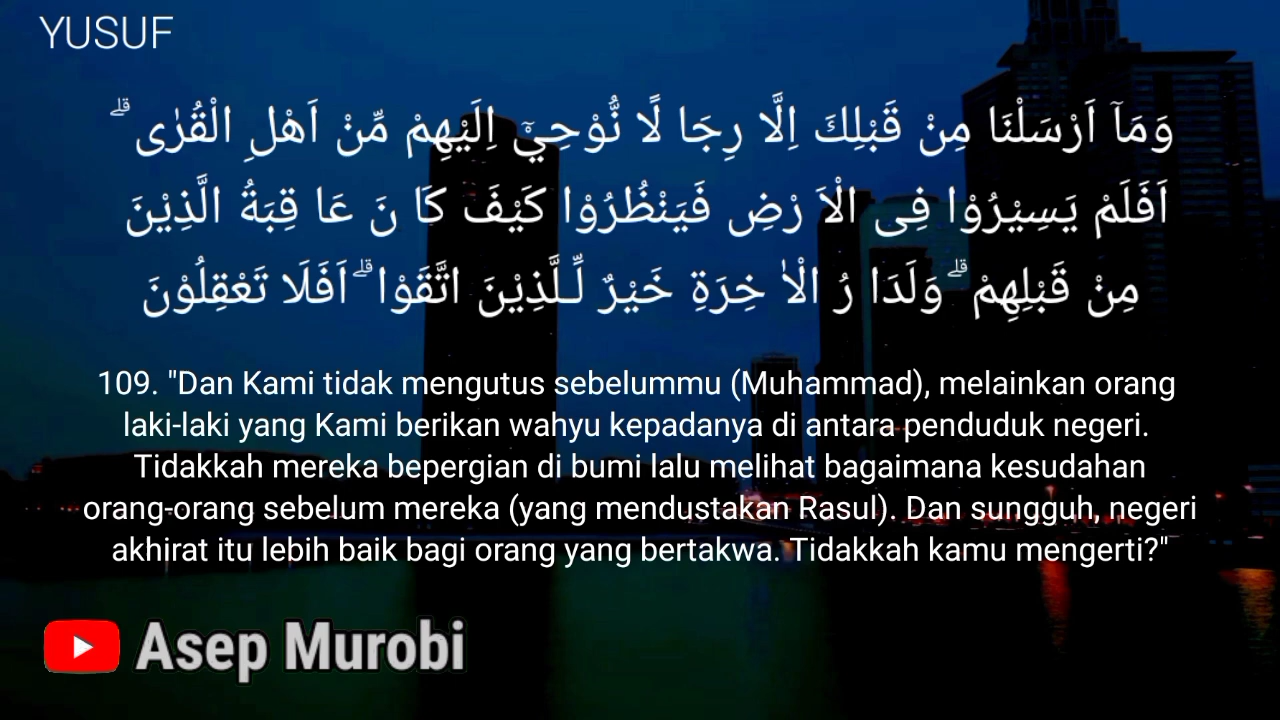 YUSUF
وَمَاۤ اَرْسَلْنَا مِنْ قَبْلِكَ اِلَّا رِجَا لًا نُّوْحِيْۤ اِلَيْهِمْ مِّنْ اَهْلِ الْقُرٰى ۗ
اَفَلَمْ يَسِيْرُوْا فِى الْاَ رْضِ فَيَنْظُرُوْا كَيْفَ كَا نَ عَا قِبَةُ الَّذِيْنَ
مِنْ قَبْلِهِمْ ۗ وَلَدَا رُ الْاٰ خِرَةِ خَيْرٌ لِّـلَّذِيْنَ اتَّقَوْا ۗ اَفَلَا تَعْقِلُوْنَ
109. "Dan Kami tidak mengutus sebelummu (Muhammad), melainkan orang
laki-laki yang Kami berikan wahyu kepadanya di antara penduduk negeri.
Tidakkah mereka bepergian di bumi lalu melihat bagaimana kesudahan
orang-orang sebelum mereka (yang mendustakan Rasul). Dan sungguh, negeri
akhirat itu lebih baik bagi orang yang bertakwa. Tidakkah kamu mengerti?"
Asep Murobi